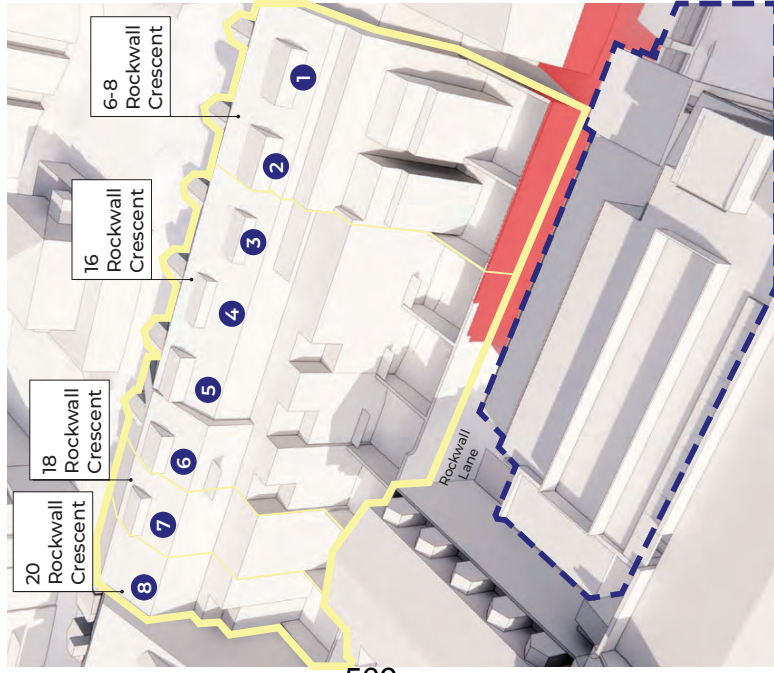 20
Rockwall
Crescent
18
Rockwall
Crescent
16
Rockwall
Crescent
6-8
Rockwall
Crescent
8
7
6
5
4
3
2
1
Rockwall
Lane